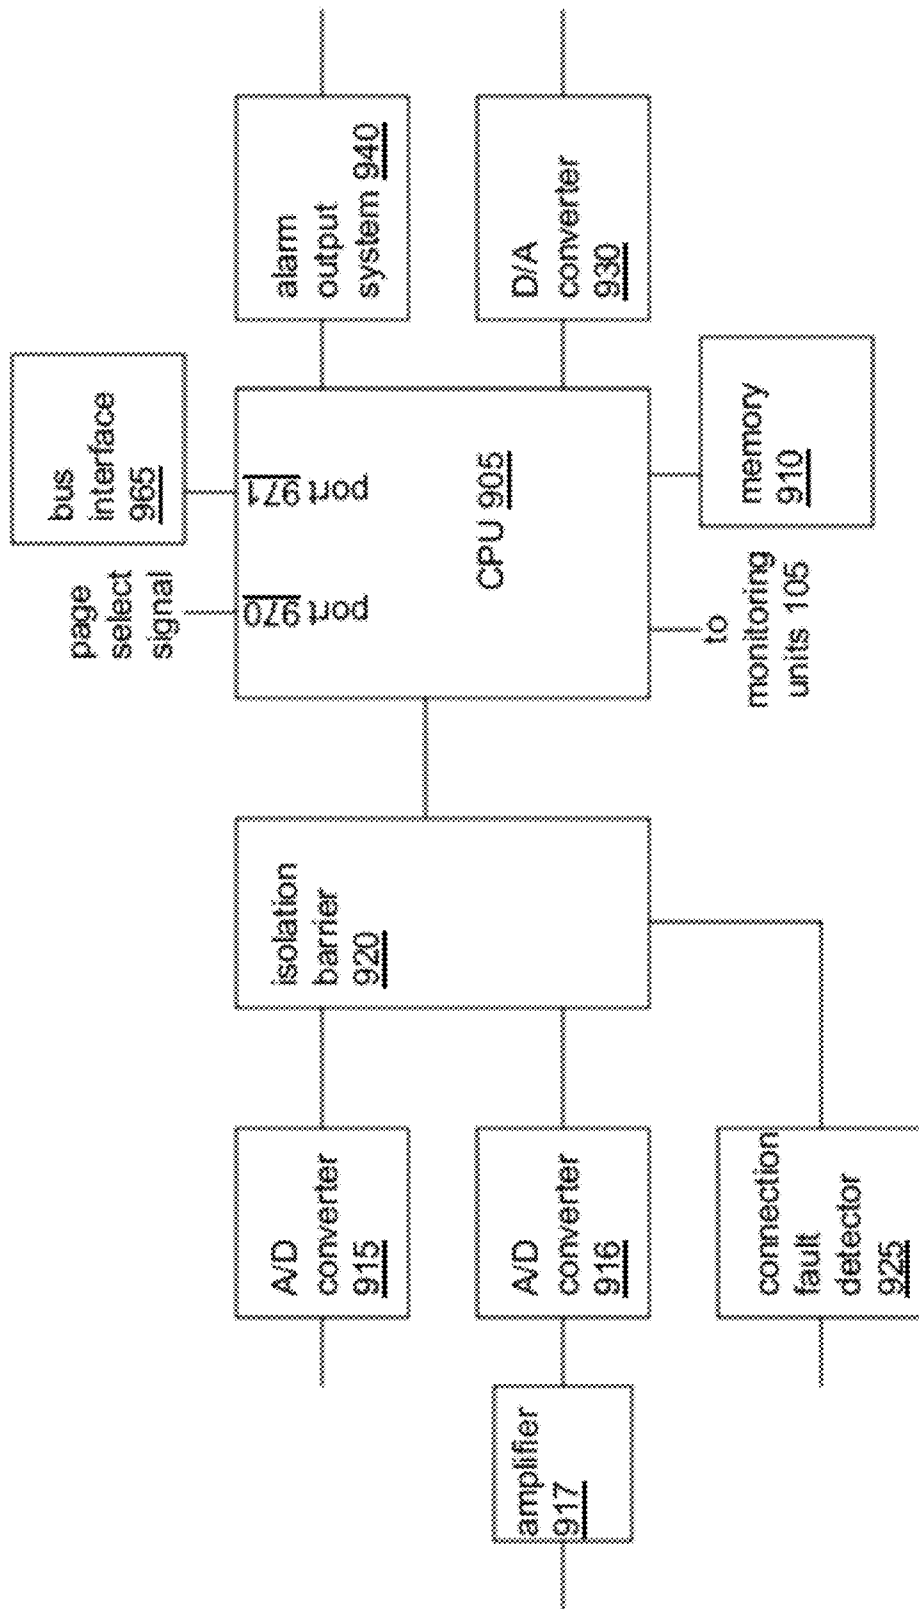 bus
interface
965
page
select
signal
port 970
port 971
CPU 905
alarm
output
system 940
D/A
converter
930
memory
910
to
monitoring
units 105
isolation
barrier
920
A/D
converter
915
A/D
converter
916
connection
fault
detector
925
amplifier
917